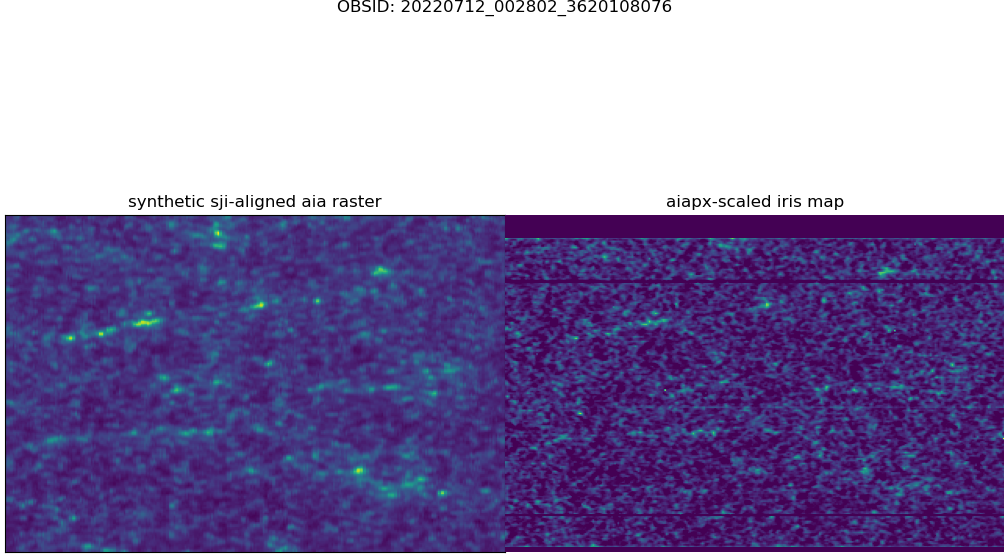 OBSID: 20220712_002802_3620108076
synthetic sji-aligned aia raster
aiapx-scaled iris map